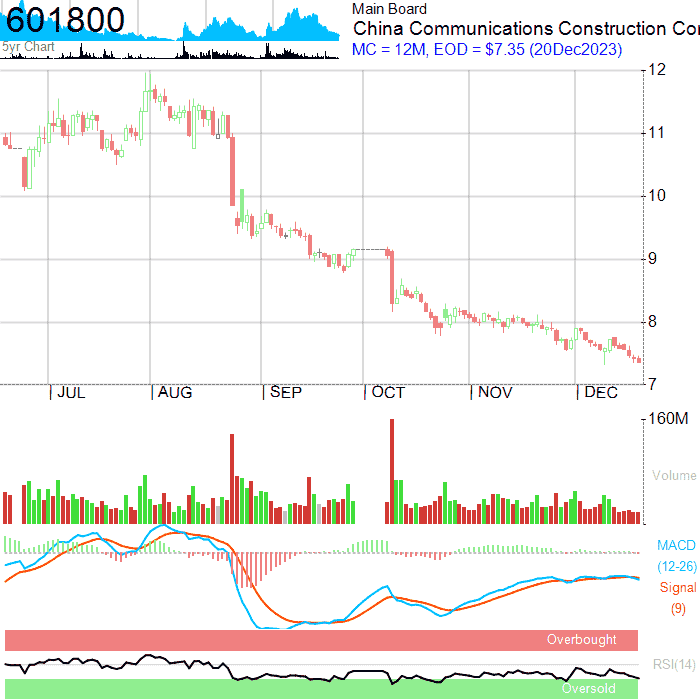 601800
5yr Chart
Main Board
China Communications Construction Cor
MC = 12M, EOD = $7.35 (20Dec2023)
12
11
10
9
8
7
JUL
AUG
SEP
OCT
NOV
DEC
160M
Volume
MACD
(12-26)
Signal
(9)
Overbought
RSI(14)
Oversold